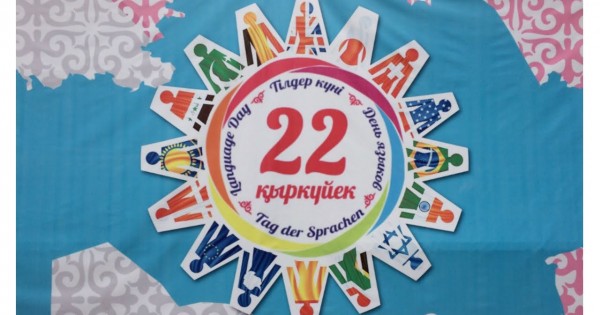 Тілдер күні
Language Day
День языков
22
қыркүйек
Tag der Sprachen